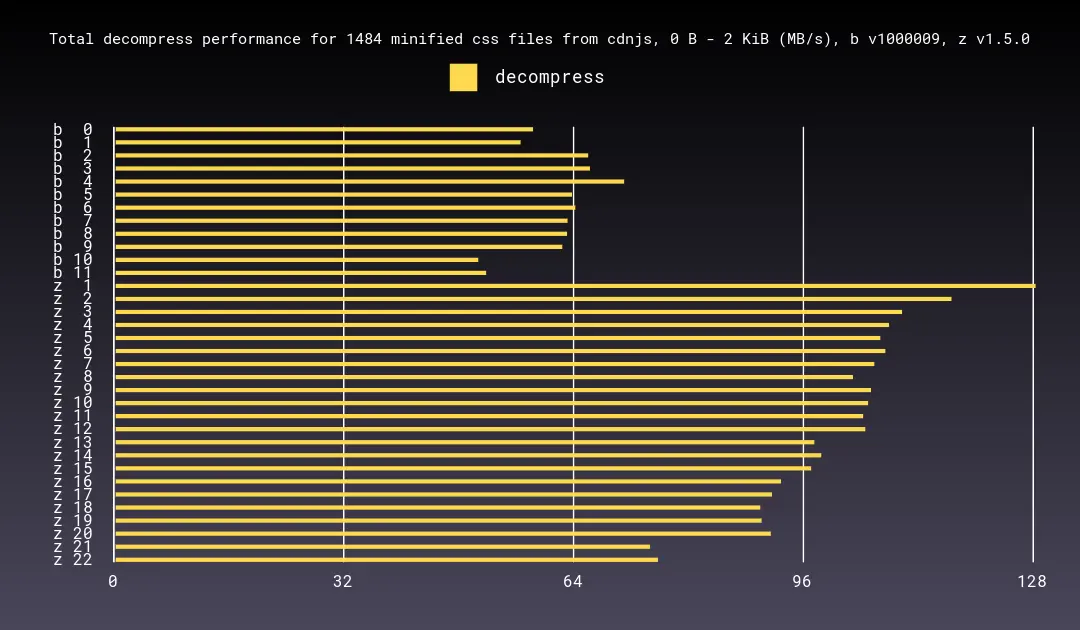 Total decompress performance for 1484 minified css files from cdnjs, 0 B - 2 KiB (MB/s), b v1000009, z v1.5.0
decompress
b 0
b 1
b 2
b 3
b 4
b 5
b 6
b 7
b 8
b 9
b 10
b 11
z 1
z 2
z 3
z 4
z 5
z 6
z 7
z 8
z 9
z 10
z 11
z 12
z 13
z 14
z 15
z 16
z 17
z 18
z 19
z 20
z 21
z 22
0 32 64 96 128